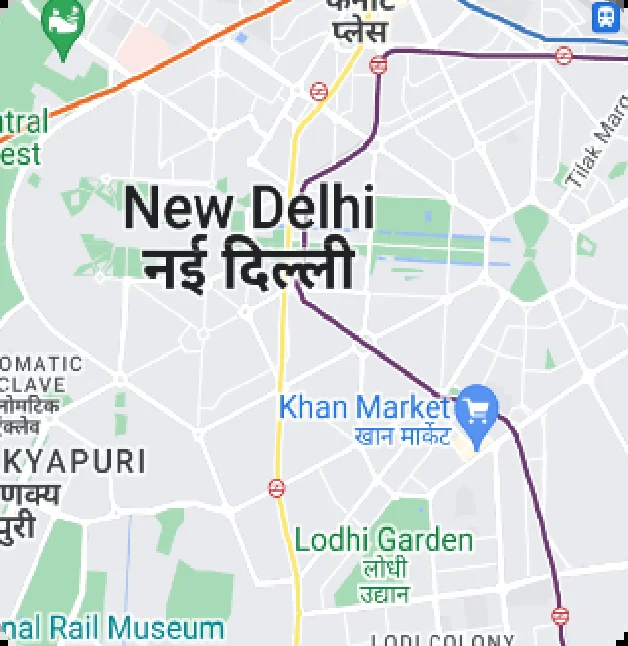 कनॉट
प्लेस
Tilak Marg
ntral
est
New Delhi
नई दिल्ली
OMATIC
CLAVE
नोमटिक
क्लेव
Khan Market
खान मार्केट
KYAPURI
णक्य
पुरी
Lodhi Garden
लोधी
उद्यान
nal Rail Museum
LODI COLONY